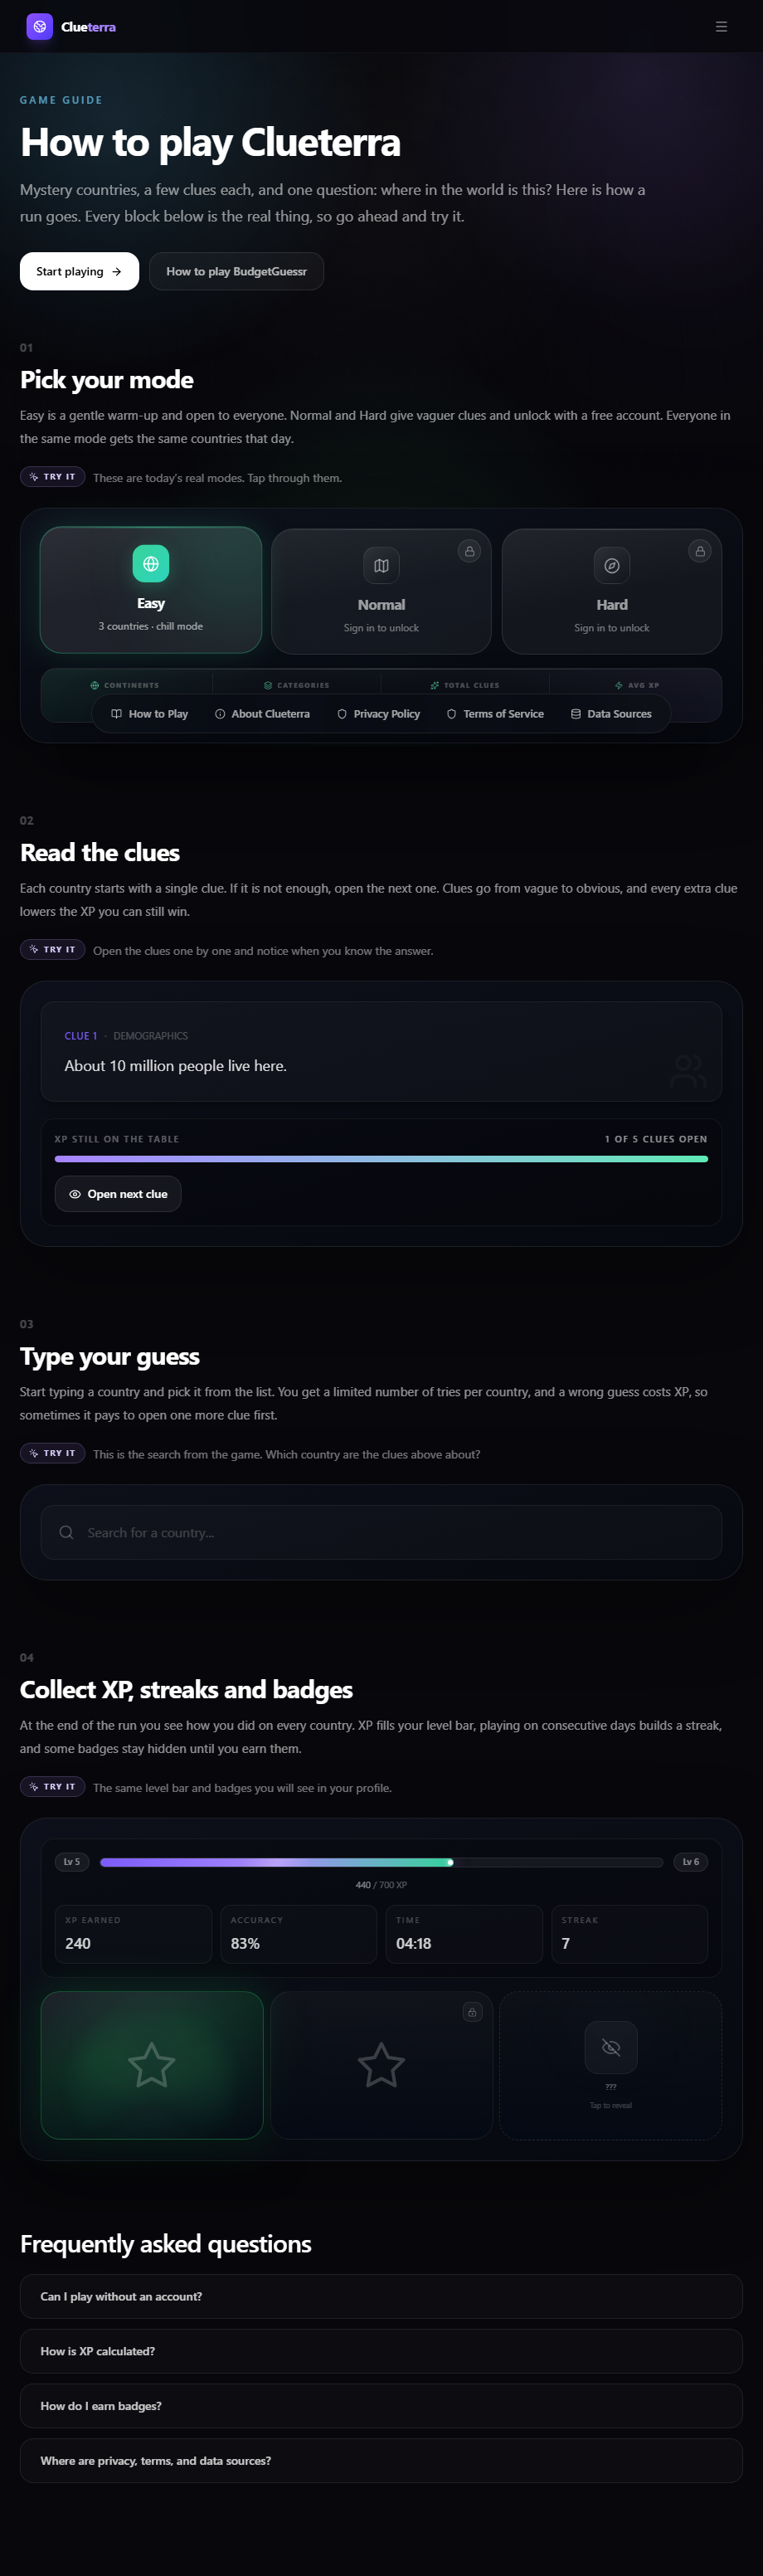 Clueterra
GAME GUIDE
How to play Clueterra
Mystery countries, a few clues each, and one question: where in the world is this? Here is how a
run goes. Every block below is the real thing, so go ahead and try it.
Start playing
How to play BudgetGuessr
01
Pick your mode
Easy is a gentle warm-up and open to everyone. Normal and Hard give vaguer clues and unlock with a free account. Everyone in
the same mode gets the same countries that day.
TRY IT
These are today's real modes. Tap through them.
Easy
3 countries · chill mode
Normal
Sign in to unlock
Hard
Sign in to unlock
CONTINENTS
CATEGORIES
TOTAL CLUES
AVG XP
How to Play
About Clueterra
Privacy Policy
Terms of Service
Data Sources
02
Read the clues
Each country starts with a single clue. If it is not enough, open the next one. Clues go from vague to obvious, and every extra clue
lowers the XP you can still win.
TRY IT
Open the clues one by one and notice when you know the answer.
CLUE 1 · DEMOGRAPHICS
About 10 million people live here.
XP STILL ON THE TABLE
1 OF 5 CLUES OPEN
Open next clue
03
Type your guess
Start typing a country and pick it from the list. You get a limited number of tries per country, and a wrong guess costs XP, so
sometimes it pays to open one more clue first.
TRY IT
This is the search from the game. Which country are the clues above about?
Search for a country...
04
Collect XP, streaks and badges
At the end of the run you see how you did on every country. XP fills your level bar, playing on consecutive days builds a streak,
and some badges stay hidden until you earn them.
TRY IT
The same level bar and badges you will see in your profile.
Lv 5
Lv 6
440 / 700 XP
XP EARNED
240
ACCURACY
83%
TIME
04:18
STREAK
7
???
Tap to reveal
Frequently asked questions
Can I play without an account?
How is XP calculated?
How do I earn badges?
Where are privacy, terms, and data sources?